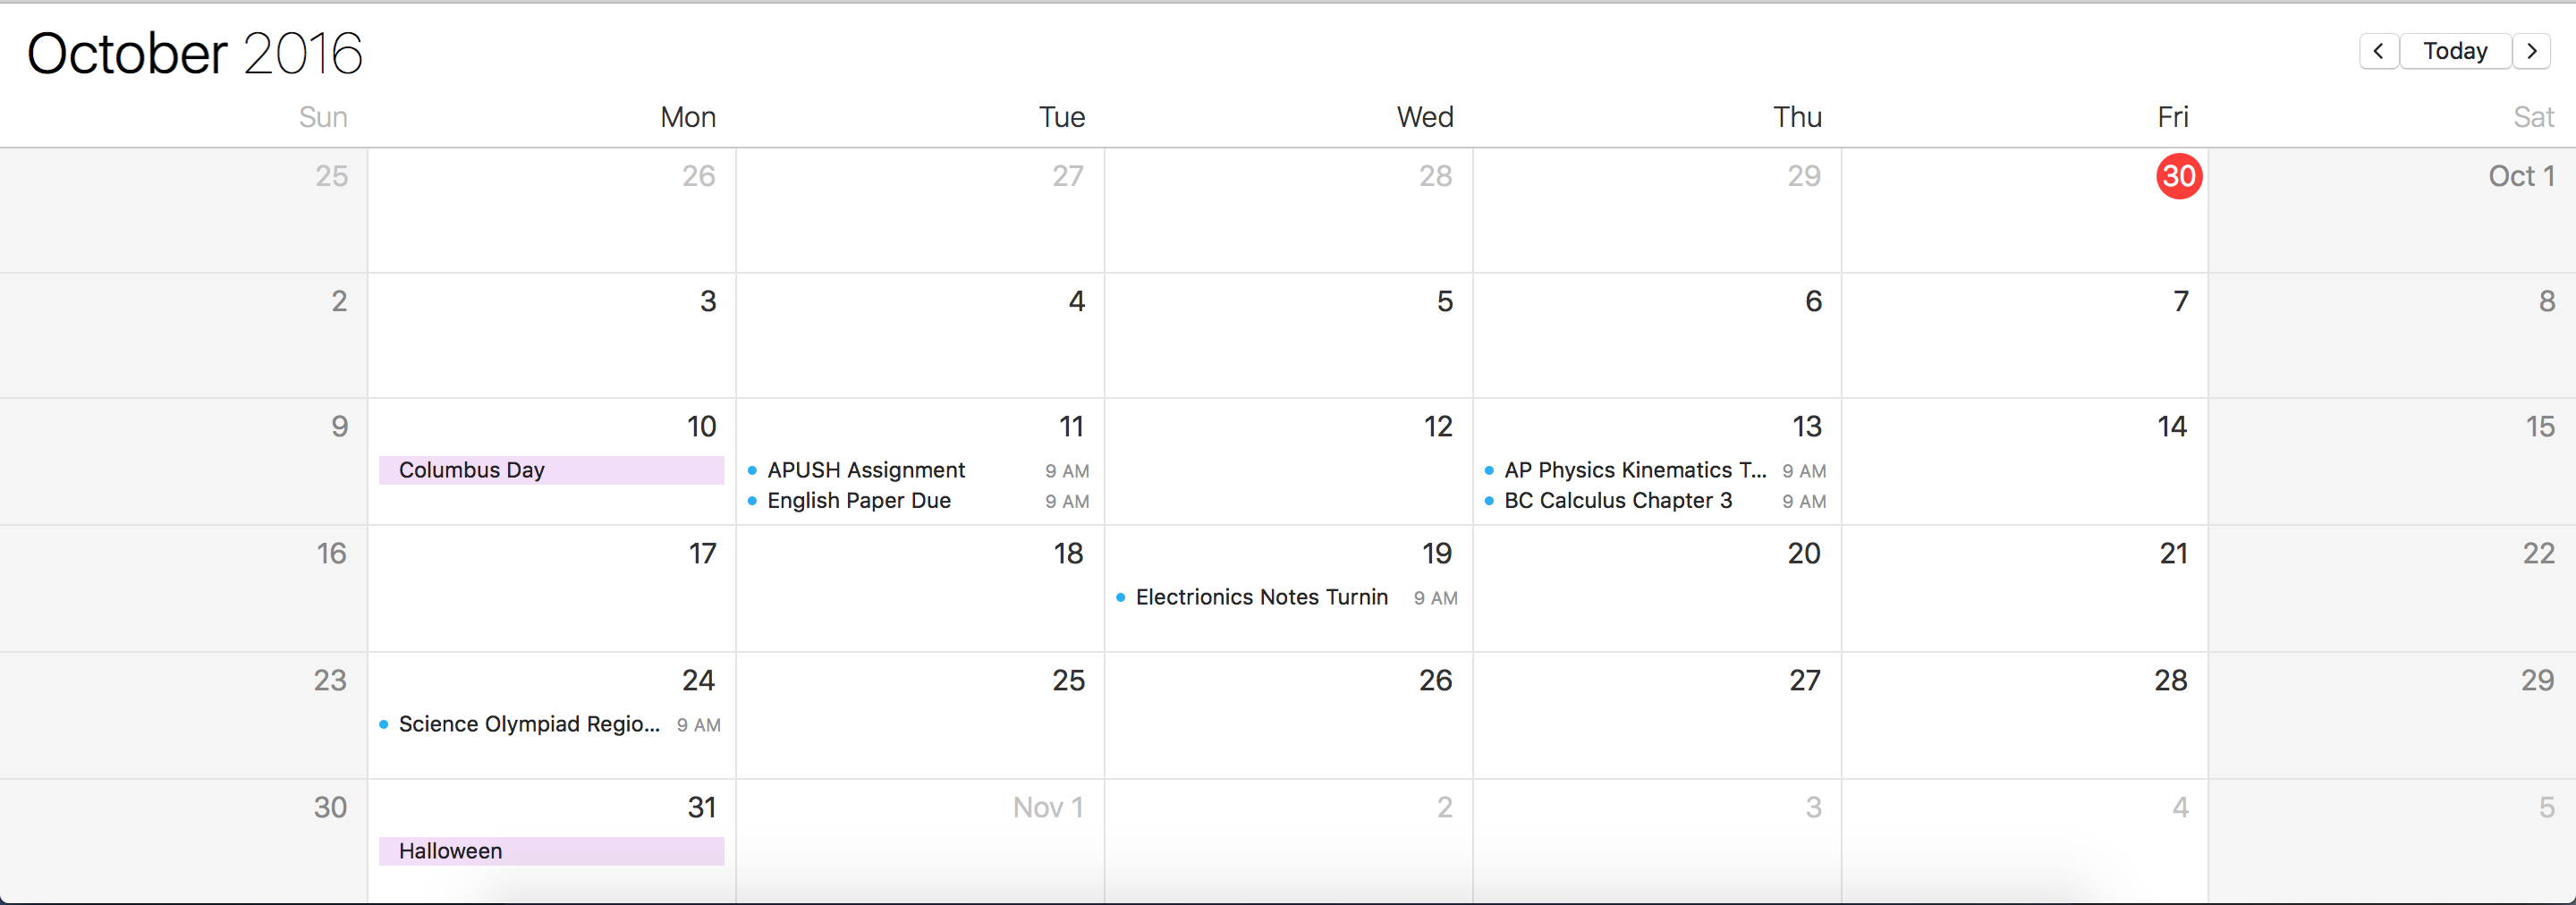 October 2016
< Today >
Sun Mon Tue Wed Thu Fri Sat
25 26 27 28 29 30 Oct 1
2 3 4 5 6 7 8
9 10 11 12 13 14 15
Columbus Day
APUSH Assignment 9 AM
English Paper Due 9 AM
AP Physics Kinematics T... 9 AM
BC Calculus Chapter 3 9 AM
16 17 18 19 20 21 22
Electrionics Notes Turnin 9 AM
23 24 25 26 27 28 29
Science Olympiad Regio... 9 AM
30 31 Nov 1 2 3 4 5
Halloween